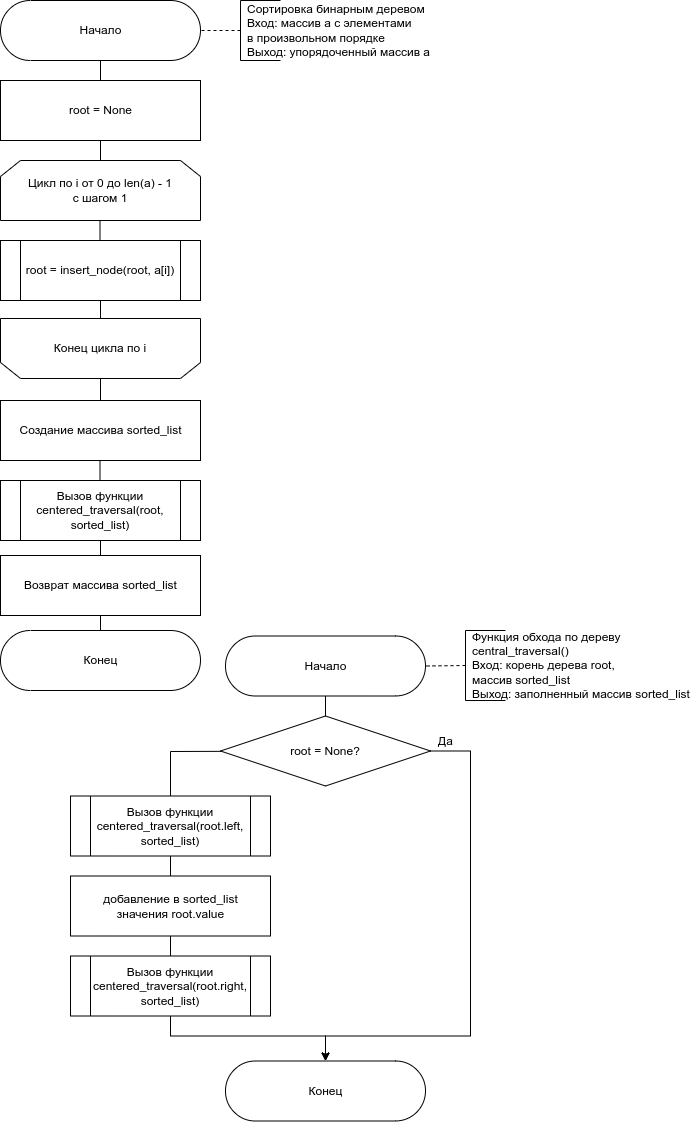 Начало
Сортировка бинарным деревом
Вход: массив a с элементами
в произвольном порядке
Выход: упорядоченный массив a
root = None
Цикл по i от 0 до len(a) - 1
с шагом 1
root = insert_node(root, a[i])
Конец цикла по i
Создание массива sorted_list
Вызов функции
centered_traversal(root,
sorted_list)
Возврат массива sorted_list
Конец
Начало
Функция обхода по дереву
central_traversal()
Вход: корень дерева root,
массив sorted_list
Выход: заполненный массив sorted_list
root = None?
Да
Вызов функции
centered_traversal(root.left,
sorted_list)
добавление в sorted_list
значения root.value
Вызов функции
centered_traversal(root.right,
sorted_list)
Конец